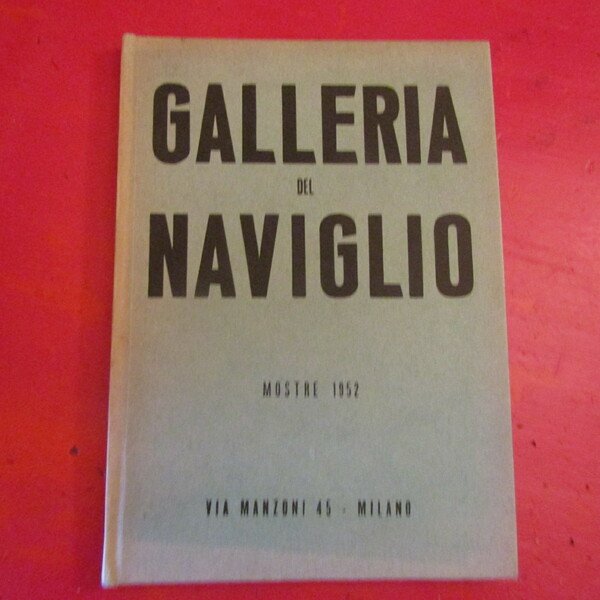 GALLERIA
DEL
NAVIGLIO
MOSTRE 1952
VIA MANZONI 45 - MILANO